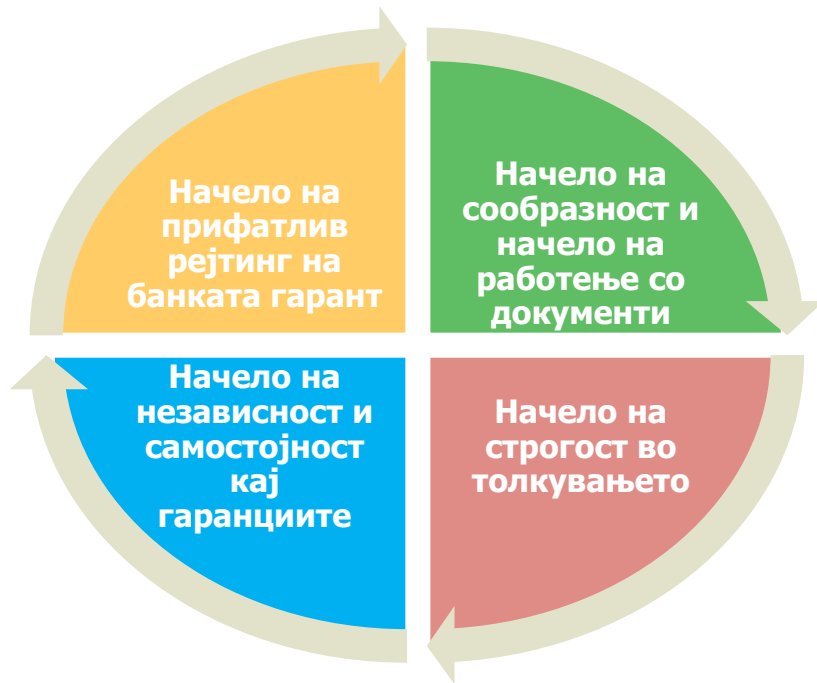 Начело на
прифатлив
рејтинг на
банката гарант
Начело на
сообразност и
начело на
работење со
документи
Начело на
независност и
самостојност
кај
гаранциите
Начело на
строгост во
толкувањето